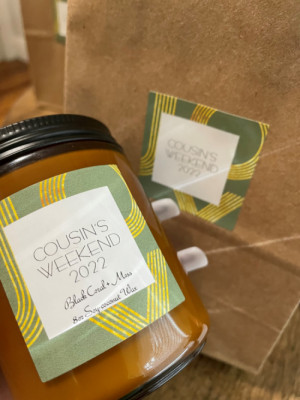 COUSIN'S
WEEKEND
2022
Black Coral + Moss
8oz Soy coconut Wax
COUSIN'S
WEEKEND
2022